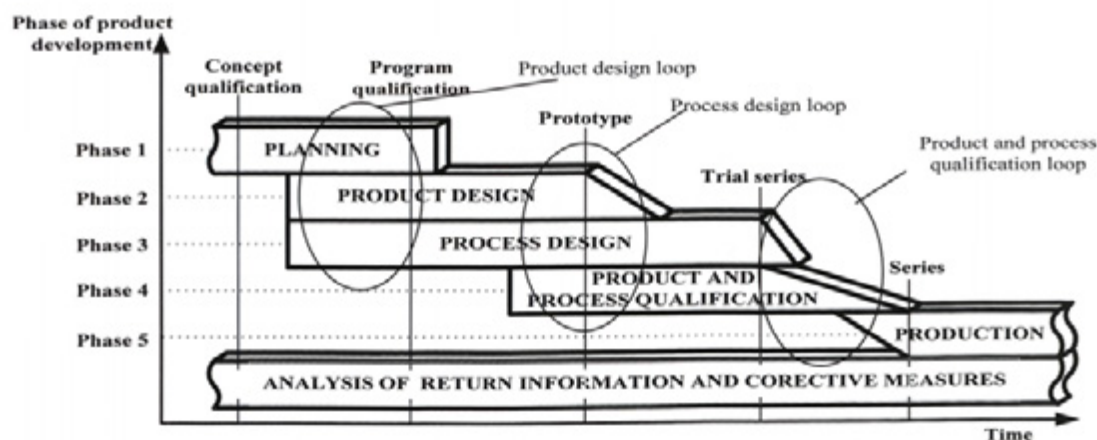 Phase of product
development
Concept
qualification
Program
qualification
Product design loop
Prototype
Process design loop
Product and process
qualification loop
Trial series
Series
Phase 1
PLANNING
Phase 2
PRODUCT DESIGN
Phase 3
PROCESS DESIGN
Phase 4
PRODUCT AND
PROCESS QUALIFICATION
Phase 5
PRODUCTION
ANALYSIS OF RETURN INFORMATION AND CORECTIVE MEASURES
Time